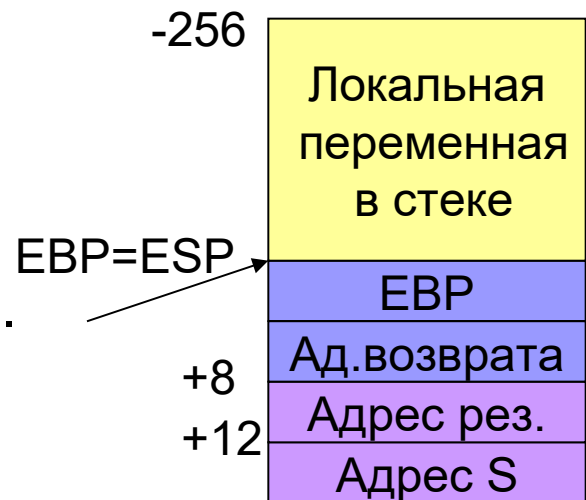 -256
Локальная
переменная
в стеке
EBP=ESP
.
EBP
Ад.возврата
+8
Адрес рез.
+12
Адрес S